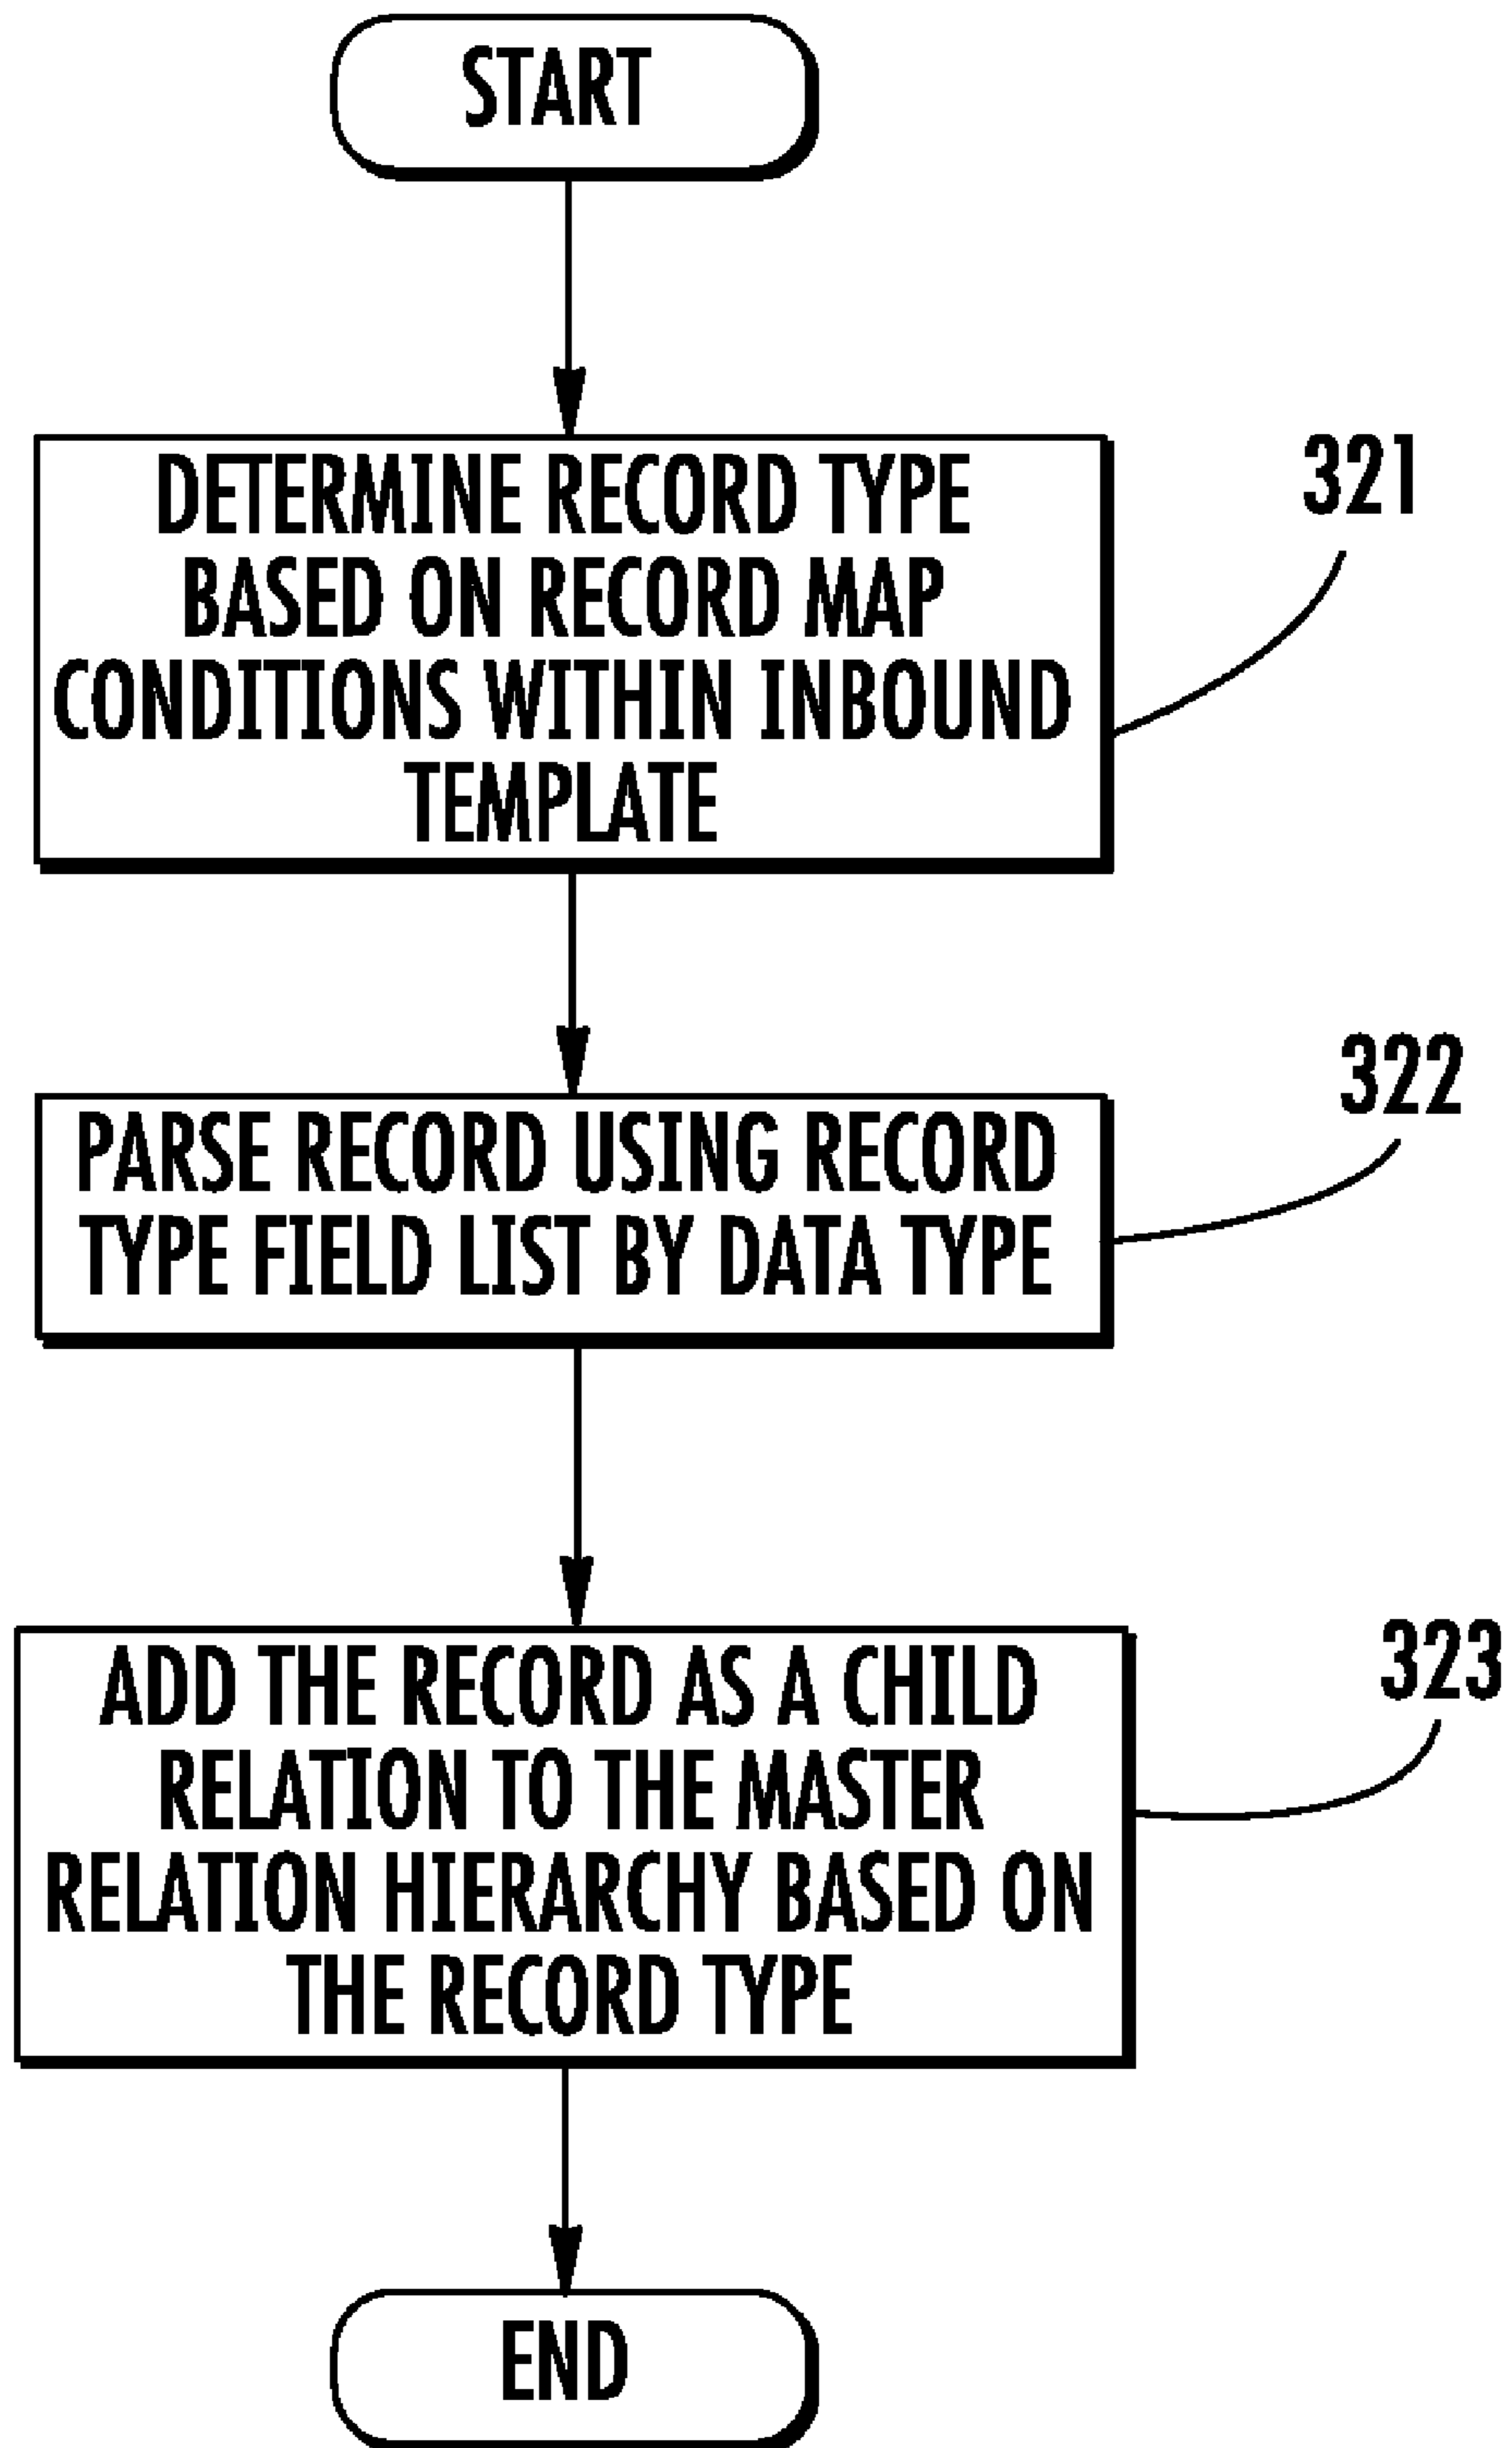 START
DETERMINE RECORD TYPE
BASED ON RECORD MAP
CONDITIONS WITHIN INBOUND
TEMPLATE
321
PARSE RECORD USING RECORD
TYPE FIELD LIST BY DATA TYPE
322
ADD THE RECORD AS A CHILD
RELATION TO THE MASTER
RELATION HIERARCHY BASED ON
THE RECORD TYPE
323
END